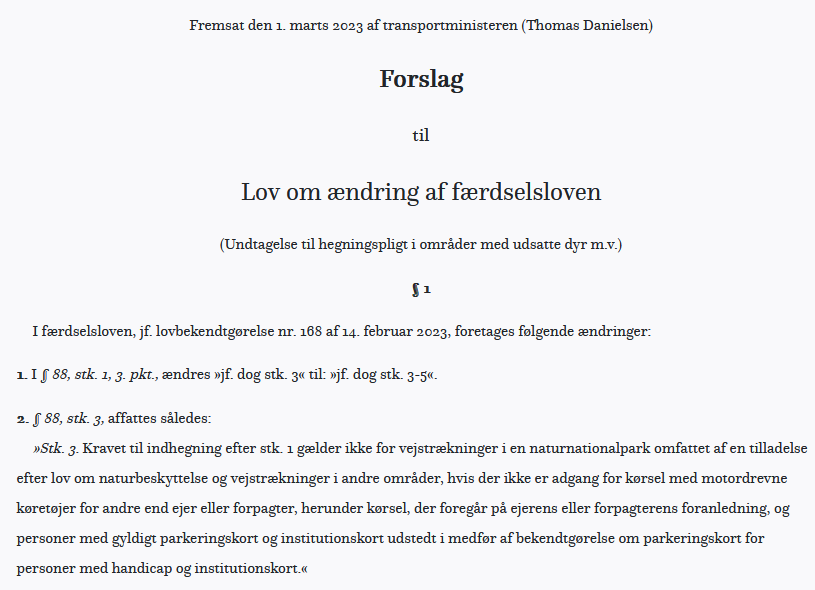 Fremsat den 1. marts 2023 af transportministeren (Thomas Danielsen)
Forslag
til
Lov om ændring af færdselsloven
(Undtagelse til hegningspligt i områder med udsatte dyr m.v.)
§ 1
I færdselsloven, jf. lovbekendtgørelse nr. 168 af 14. februar 2023, foretages følgende ændringer:
1. I § 88, stk. 1, 3. pkt., ændres »jf. dog stk. 3« til: »jf. dog stk. 3-5«.
2. § 88, stk. 3, affattes således:
»Stk. 3. Kravet til indhegning efter stk. 1 gælder ikke for vejstrækninger i en naturnationalpark omfattet af en tilladelse
efter lov om naturbeskyttelse og vejstrækninger i andre områder, hvis der ikke er adgang for kørsel med motordrevne
køretøjer for andre end ejer eller forpagter, herunder kørsel, der foregår på ejerens eller forpagterens foranledning, og
personer med gyldigt parkeringskort og institutionskort udstedt i medfør af bekendtgørelse om parkeringskort for
personer med handicap og institutionskort.«